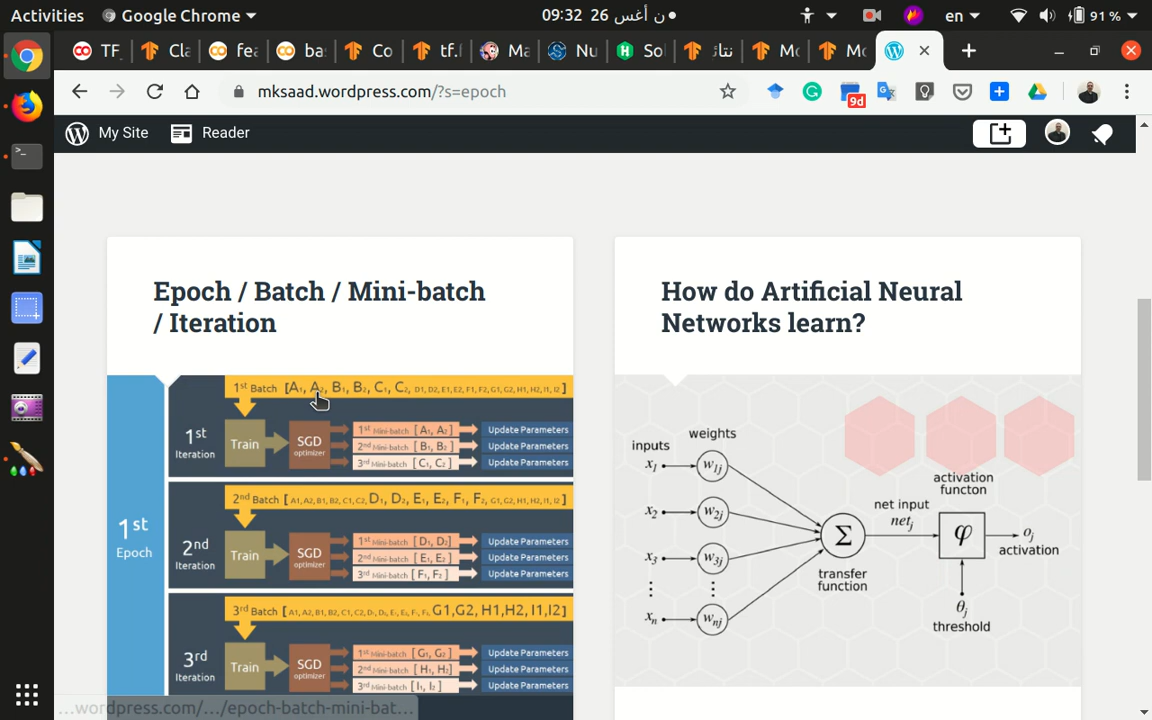 Activities
Google Chrome
09:32 26 ن أغس
en
91 %
TF
Cla
fea
ba
Co
tf.
Ma
Nu
Sol
نتائ
Mo
Mo
mksaad.wordpress.com/?s=epoch
9d
My Site
Reader
Epoch / Batch / Mini-batch
/ Iteration
1st Batch [A1, A2, B1, B2, C1, C2, D1, D2, E1, E2, F1, F2, G1, G2, H1, H2, I1, I2 ]
1st
Iteration
Train
SGD
optimizer
1st Mini-batch [ A1, A2 ]
Update Parameters
2nd Mini-batch [ B1, B2 ]
Update Parameters
3rd Mini-batch [ C1, C2 ]
Update Parameters
1st
Epoch
2nd Batch [ A1, A2, B1, B2, C1, C2, D1, D2, E1, E2, F1, F2, G1, G2, H1, H2, I1, I2 ]
2nd
Iteration
Train
SGD
optimizer
1st Mini-batch [ D1, D2 ]
Update Parameters
2nd Mini-batch [ E1, E2 ]
Update Parameters
3rd Mini-batch [ F1, F2 ]
Update Parameters
3rd Batch [ A1, A2, B1, B2, C1, C2, D1, D2, E1, E2, F1, F2, G1,G2, H1,H2, I1,I2]
3rd
Iteration
Train
SGD
optimizer
1st Mini-batch [ G1, G2 ]
Update Parameters
2nd Mini-batch [ H1, H2 ]
Update Parameters
3rd Mini-batch [ I1, I2 ]
Update Parameters
How do Artificial Neural
Networks learn?
inputs
weights
x1
w1j
x2
w2j
x3
w3j
xn
wnj
Σ
transfer
function
net input
netj
activation
functon
φ
oj
activation
θj
threshold
...wordpress.com/.../epoch-batch-mini-bat...